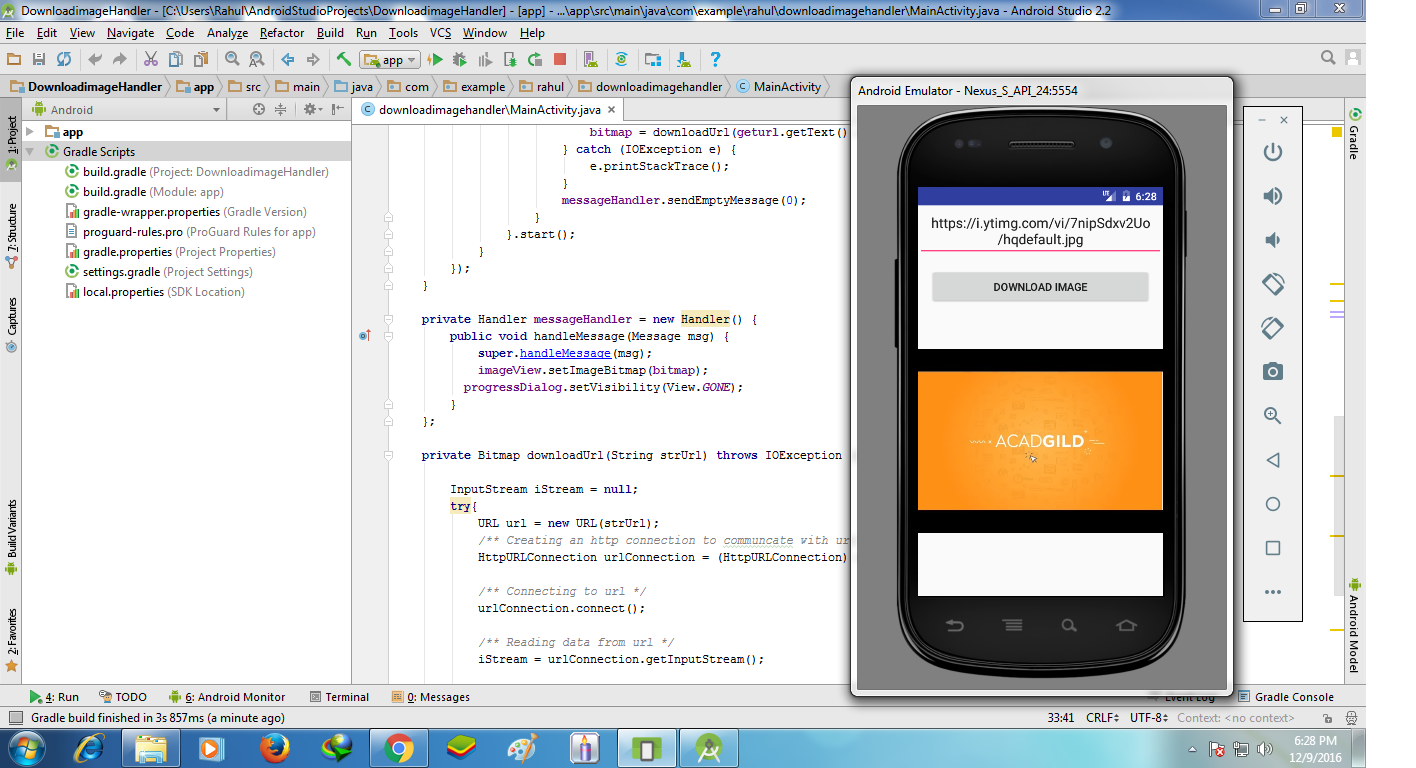 DownloadimageHandler - [C:\Users\Rahul\AndroidStudioProjects\DownloadimageHandler] - [app] - ...\app\src\main\java\com\example\rahul\downloadimagehandler\MainActivity.java - Android Studio 2.2
File Edit View Navigate Code Analyze Refactor Build Run Tools VCS Window Help
app
DownloadimageHandler app src main java com example rahul downloadimagehandler MainActivity
Android
downloadimagehandler\MainActivity.java
1: Project
7: Structure
Captures
Build Variants
2: Favorites
app
Gradle Scripts
build.gradle (Project: DownloadimageHandler)
build.gradle (Module: app)
gradle-wrapper.properties (Gradle Version)
proguard-rules.pro (ProGuard Rules for app)
gradle.properties (Project Properties)
settings.gradle (Project Settings)
local.properties (SDK Location)
bitmap = downloadUrl(geturl.getText()
} catch (IOException e) {
e.printStackTrace();
}
messageHandler.sendEmptyMessage(0);
}
}.start();
}
});
}
private Handler messageHandler = new Handler() {
public void handleMessage(Message msg) {
super.handleMessage(msg);
imageView.setImageBitmap(bitmap);
progressDialog.setVisibility(View.GONE);
}
};
private Bitmap downloadUrl(String strUrl) throws IOException
InputStream iStream = null;
try{
URL url = new URL(strUrl);
/** Creating an http connection to communcate with ur
HttpURLConnection urlConnection = (HttpURLConnection)
/** Connecting to url */
urlConnection.connect();
/** Reading data from url */
iStream = urlConnection.getInputStream();
Android Emulator - Nexus_S_API_24:5554
LTE 6:28
https://i.ytimg.com/vi/7nipSdxv2Uo
/hqdefault.jpg
DOWNLOAD IMAGE
ACADGILD
Gradle
Android Model
4: Run TODO 6: Android Monitor Terminal 0: Messages Event Log Gradle Console
Gradle build finished in 3s 857ms (a minute ago)
33:41 CRLF UTF-8 Context: <no context>
6:28 PM
12/9/2016